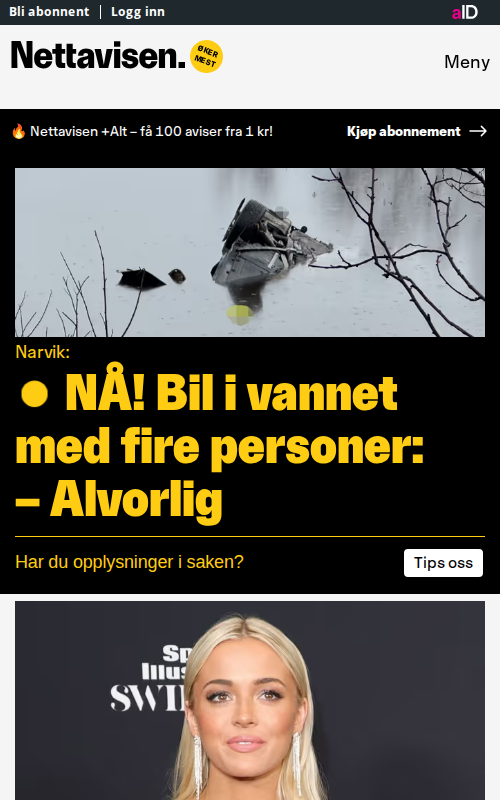 Bli abonnent | Logg inn
aID
Nettavisen.
ØKER
MEST
Meny
🔥 Nettavisen +Alt – få 100 aviser fra 1 kr!
Kjøp abonnement →
Narvik:
● NÅ! Bil i vannet
med fire personer:
– Alvorlig
Har du opplysninger i saken?
Tips oss
Sp
Illus
SWI